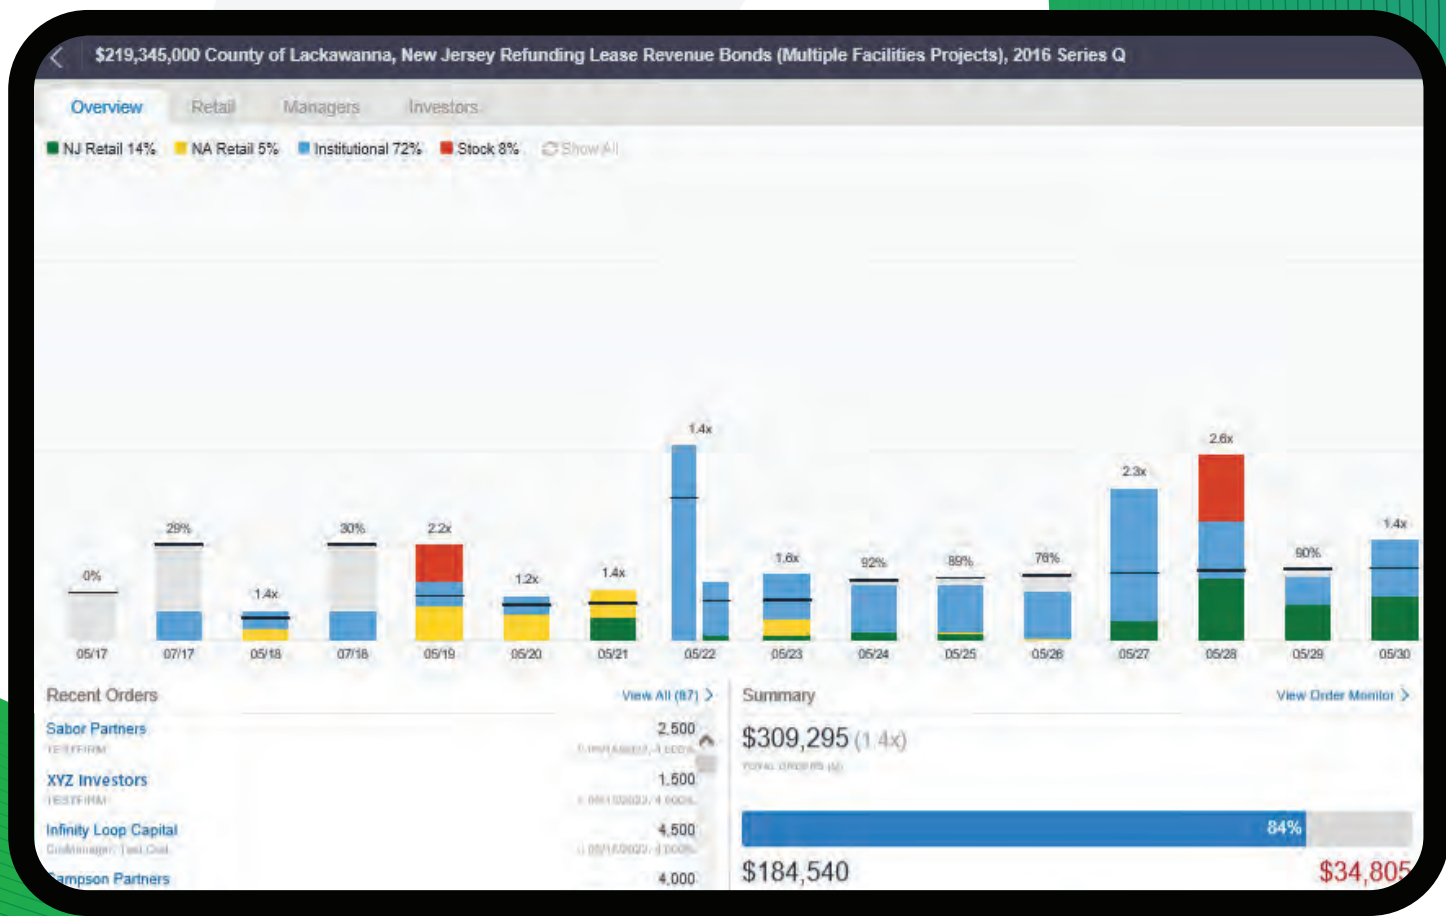 $219,345,000 County of Lackawanna, New Jersey Refunding Lease Revenue Bonds (Multiple Facilities Projects), 2016 Series Q
Overview Retail Managers Investors
NJ Retail 14% NA Retail 5% Institutional 72% Stock 8% Show All
1.4x
2.6x
2.3x
29% 30% 2.2x 1.4x
0% 1.4x 1.2x 1.4x 1.6x 92% 89% 76% 90%
05/17 07/17 05/18 07/18 05/19 05/20 05/21 05/22 05/23 05/24 05/25 05/26 05/27 05/28 05/29 05/30
Recent Orders View All (87)
Sabor Partners 2,500
TESTFIRM
XYZ Investors 1,500
TESTFIRM
Infinity Loop Capital 4,500
Sampson Partners 4,000
Summary View Order Monitor
$309,295 (1.4x)
TOTAL ORDERS (M)
84%
$184,540 $34,805